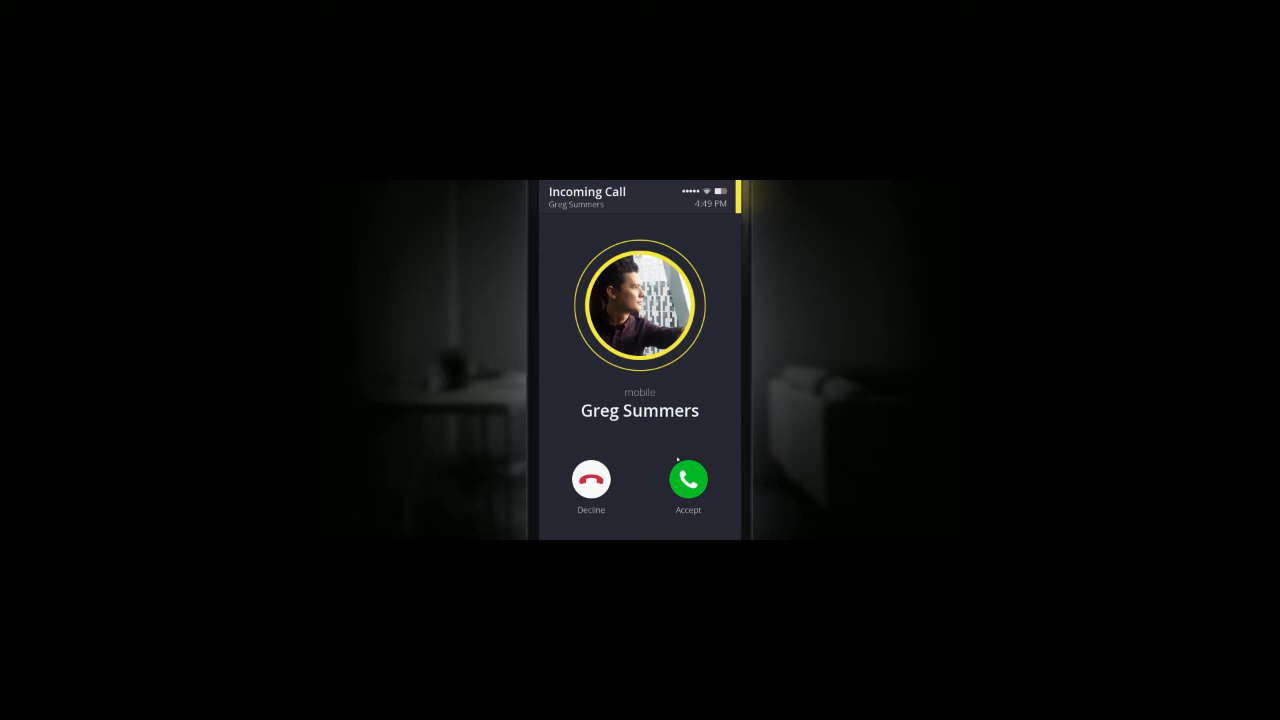 Incoming Call
Greg Summers
4:49 PM
mobile
Greg Summers
Decline
Accept